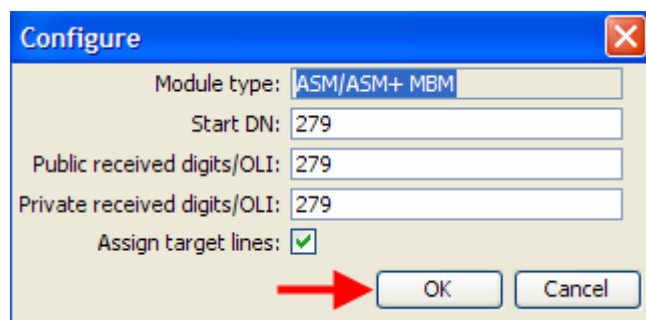 Configure
Module type: ASM/ASM+ MBM
Start DN: 279
Public received digits/OLI: 279
Private received digits/OLI: 279
Assign target lines:
OK Cancel